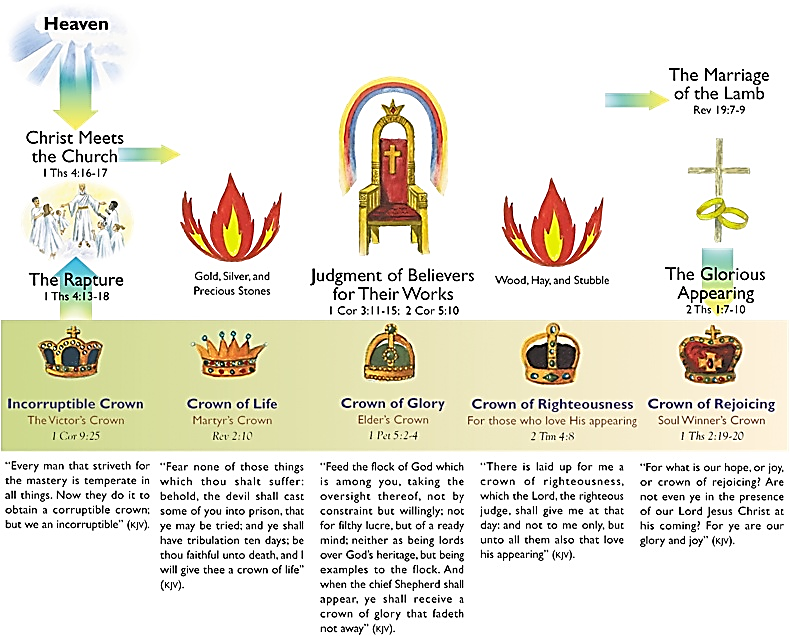 Heaven
Christ Meets
the Church
1 Ths 4:16-17
The Rapture
1 Ths 4:13-18
Gold, Silver, and
Precious Stones
Judgment of Believers
for Their Works
1 Cor 3:11-15: 2 Cor 5:10
Wood, Hay, and Stubble
The Marriage
of the Lamb
Rev 19:7-9
The Glorious
Appearing
2 Ths 1:7-10
Incorruptible Crown
The Victor's Crown
1 Cor 9:25
Crown of Life
Martyr's Crown
Rev 2:10
Crown of Glory
Elder's Crown
1 Pet 5:2-4
Crown of Righteousness
For those who love His appearing
2 Tim 4:8
Crown of Rejoicing
Soul Winner's Crown
1 Ths 2:19-20
"Every man that striveth for
the mastery is temperate in
all things. Now they do it to
obtain a corruptible crown;
but we an incorruptible" (KJV).
"Fear none of those things
which thou shalt suffer:
behold, the devil shall cast
some of you into prison, that
ye may be tried; and ye shall
have tribulation ten days; be
thou faithful unto death, and I
will give thee a crown of life"
(KJV).
"Feed the flock of God which
is among you, taking the
oversight thereof, not by
constraint but willingly; not
for filthy lucre, but of a ready
mind; neither as being lords
over God's heritage, but being
examples to the flock. And
when the chief Shepherd shall
appear, ye shall receive a
crown of glory that fadeth
not away" (KJV).
"There is laid up for me a
crown of righteousness,
which the Lord, the righteous
judge, shall give me at that
day: and not to me only, but
unto all them also that love
his appearing" (KJV).
"For what is our hope, or joy,
or crown of rejoicing? Are
not even ye in the presence
of our Lord Jesus Christ at
his coming? For ye are our
glory and joy" (KJV).